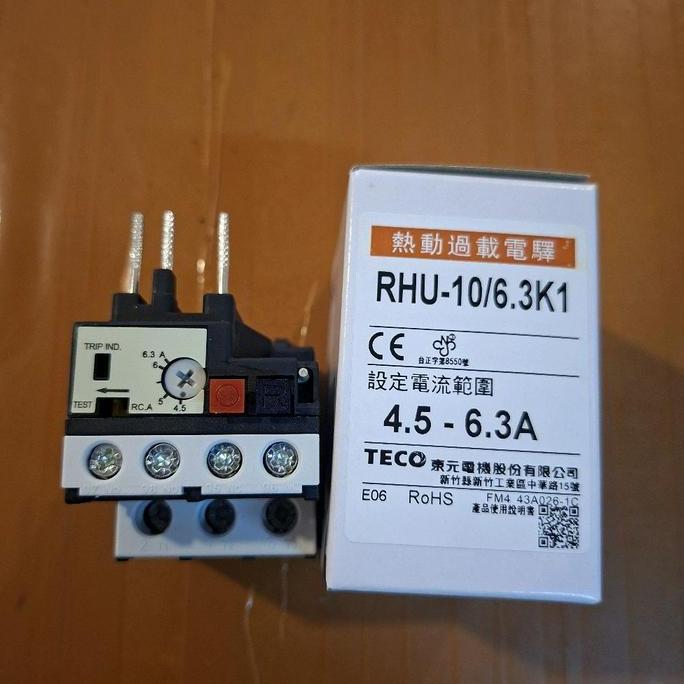 TRIP IND.
6.3 A
6
TEST
RC.A
5
4.5
R
熱動過載電驛
RHU-10/6.3K1
CE
台正字第8550號
設定電流範圍
4.5 - 6.3A
TECO 東元電機股份有限公司
新竹縣新竹工業區中華路15號
E06 RoHS FM4 43A026-1C
產品使用說明書